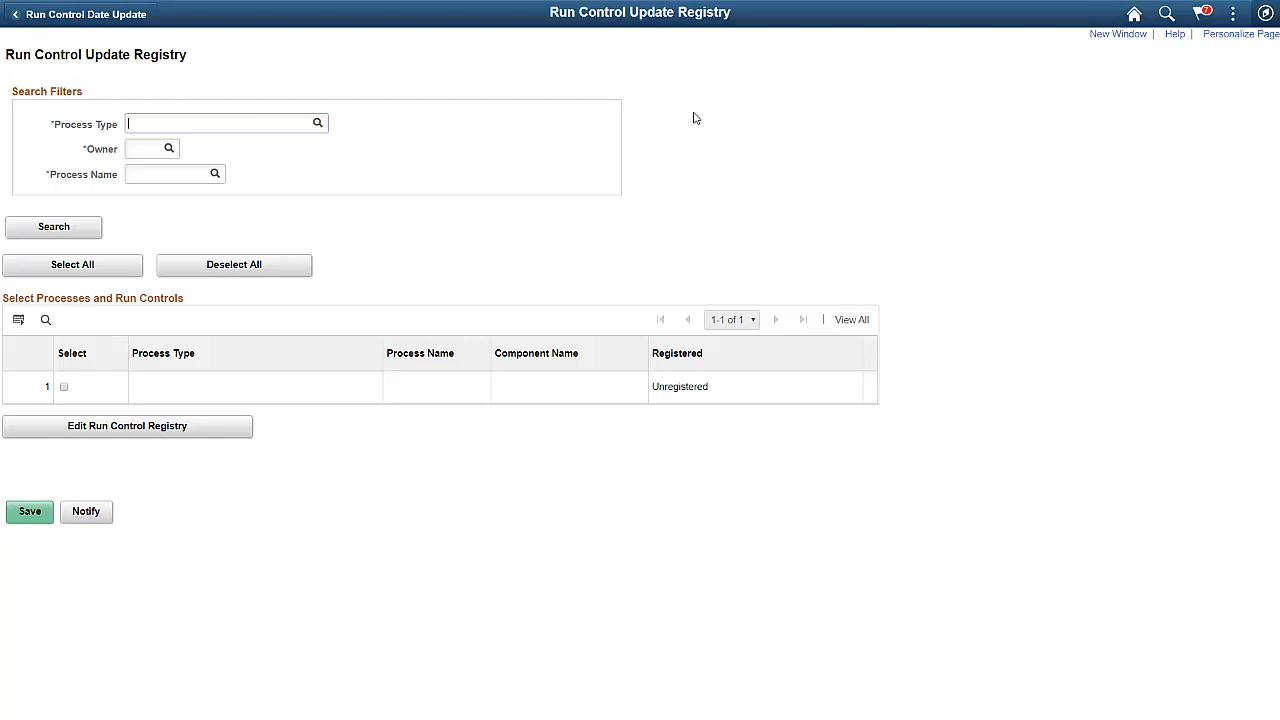 Run Control Date Update
Run Control Update Registry
7
New Window | Help | Personalize Page
Run Control Update Registry
Search Filters
*Process Type
*Owner
*Process Name
Search
Select All Deselect All
Select Processes and Run Controls
1-1 of 1 | View All
Select Process Type Process Name Component Name Registered
1 Unregistered
Edit Run Control Registry
Save Notify